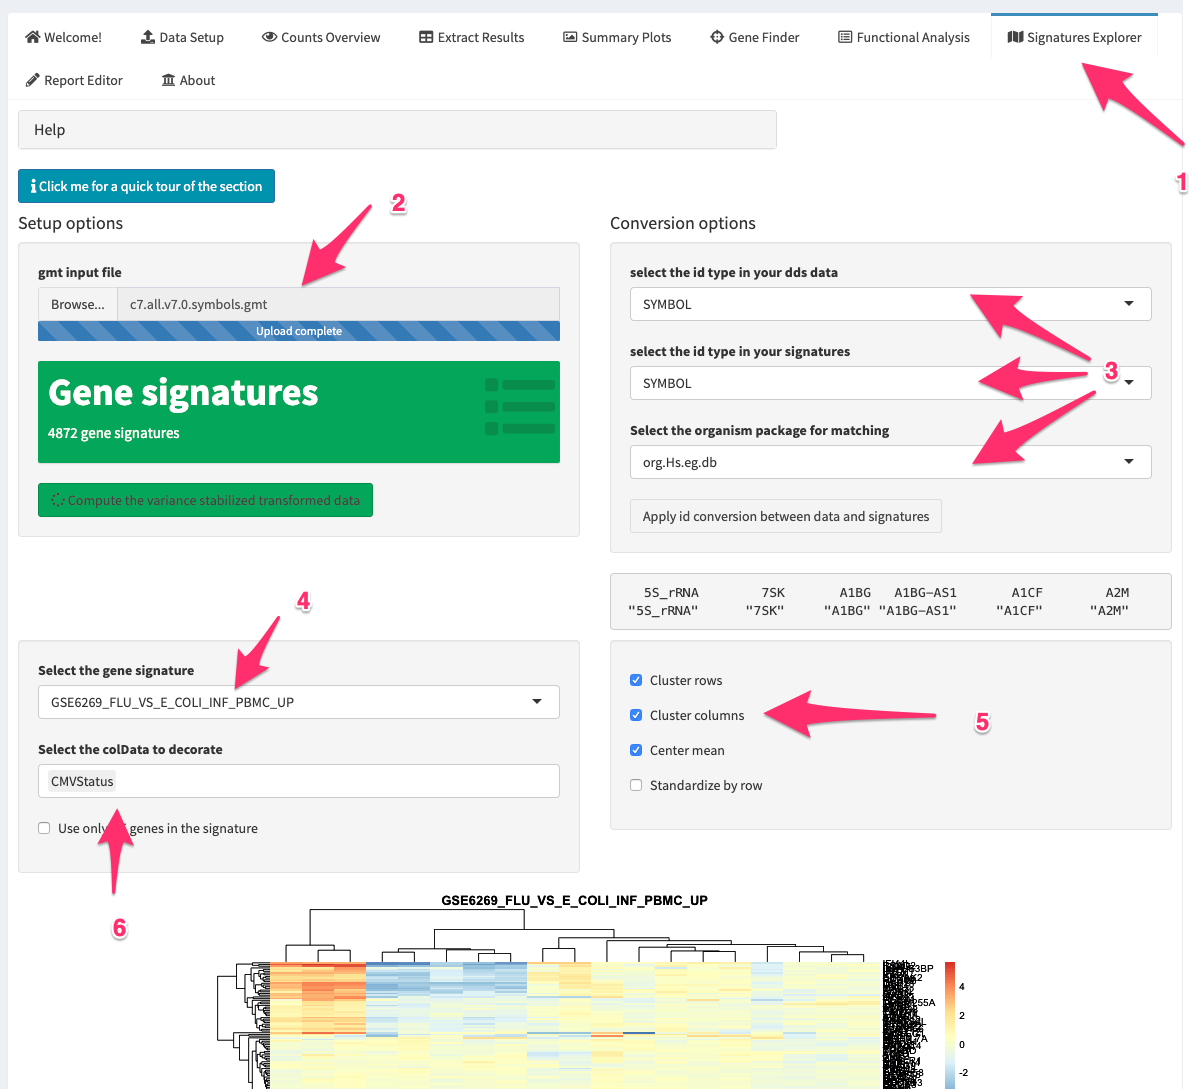 Welcome!
Data Setup
Counts Overview
Extract Results
Summary Plots
Gene Finder
Functional Analysis
Signatures Explorer
Report Editor
About
1
Help
Click me for a quick tour of the section
2
Setup options
Conversion options
gmt input file
Browse...
c7.all.v7.0.symbols.gmt
Upload complete
Gene signatures
4872 gene signatures
Compute the variance stabilized transformed data
select the id type in your dds data
SYMBOL
select the id type in your signatures
SYMBOL
3
Select the organism package for matching
org.Hs.eg.db
Apply id conversion between data and signatures
5S_rRNA 7SK A1BG A1BG-AS1 A1CF A2M
"5S_rRNA" "7SK" "A1BG" "A1BG-AS1" "A1CF" "A2M"
4
Select the gene signature
GSE6269_FLU_VS_E_COLI_INF_PBMC_UP
Select the colData to decorate
CMVStatus
Use only genes in the signature
6
Cluster rows
Cluster columns
Center mean
Standardize by row
5
GSE6269_FLU_VS_E_COLI_INF_PBMC_UP
4
2
0
-2